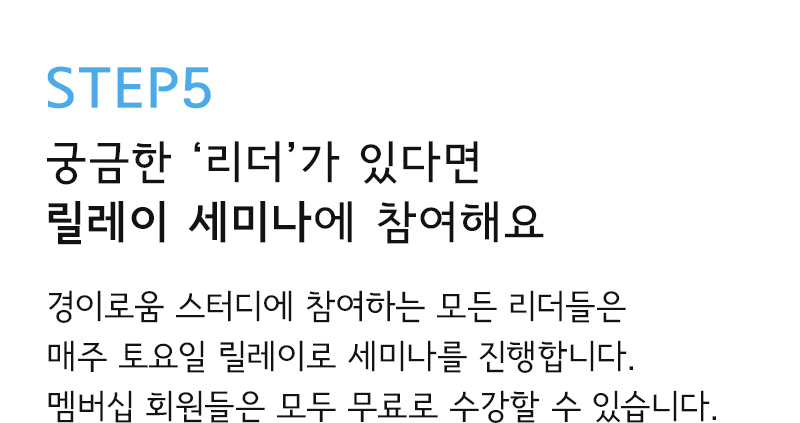 STEP5
궁금한 ‘리더’가 있다면
릴레이 세미나에 참여해요
경이로움 스터디에 참여하는 모든 리더들은
매주 토요일 릴레이로 세미나를 진행합니다.
멤버십 회원들은 모두 무료로 수강할 수 있습니다.